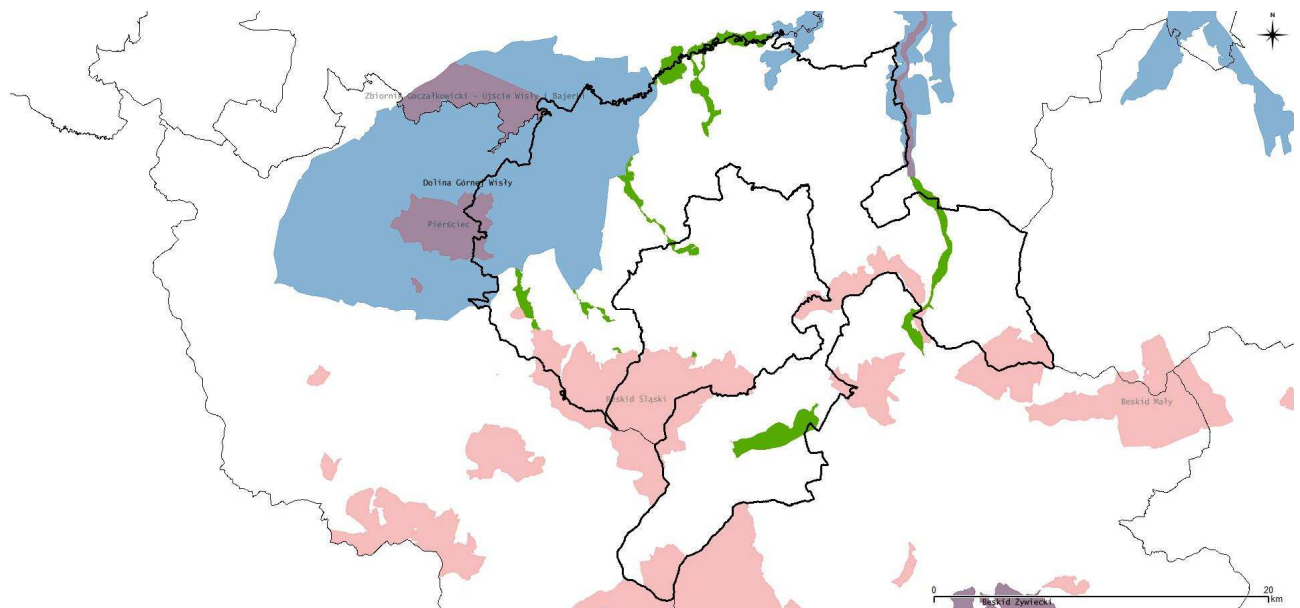 N
Zbiornik Goczałkowicki - Ujście Wisły i Bajerki
Dolina Górnej Wisły
Pierściec
Beskid Śląski
Beskid Mały
0
20
km
Beskid Żywiecki